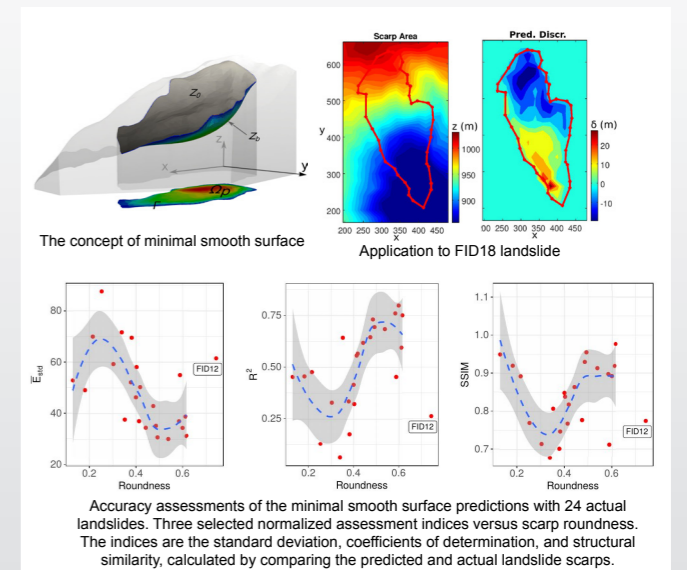 Z0
Zb
z
x
y
Γ
Ωp
The concept of minimal smooth surface
Scarp Area
600
500
400
300
200
y
200 250 300 350 400 450
x
z (m)
1000
950
900
Pred. Discr.
00 250 300 350 400 450
x
δ (m)
20
10
0
-10
Application to FID18 landslide
80
60
40
20
E̅std
FID12
0.2 0.4 0.6
Roundness
0.75
0.50
0.25
R²
FID12
0.2 0.4 0.6
Roundness
1.1
1.0
0.9
0.8
0.7
SSIM
FID12
0.2 0.4 0.6
Roundness
Accuracy assessments of the minimal smooth surface predictions with 24 actual
landslides. Three selected normalized assessment indices versus scarp roundness.
The indices are the standard deviation, coefficients of determination, and structural
similarity, calculated by comparing the predicted and actual landslide scarps.